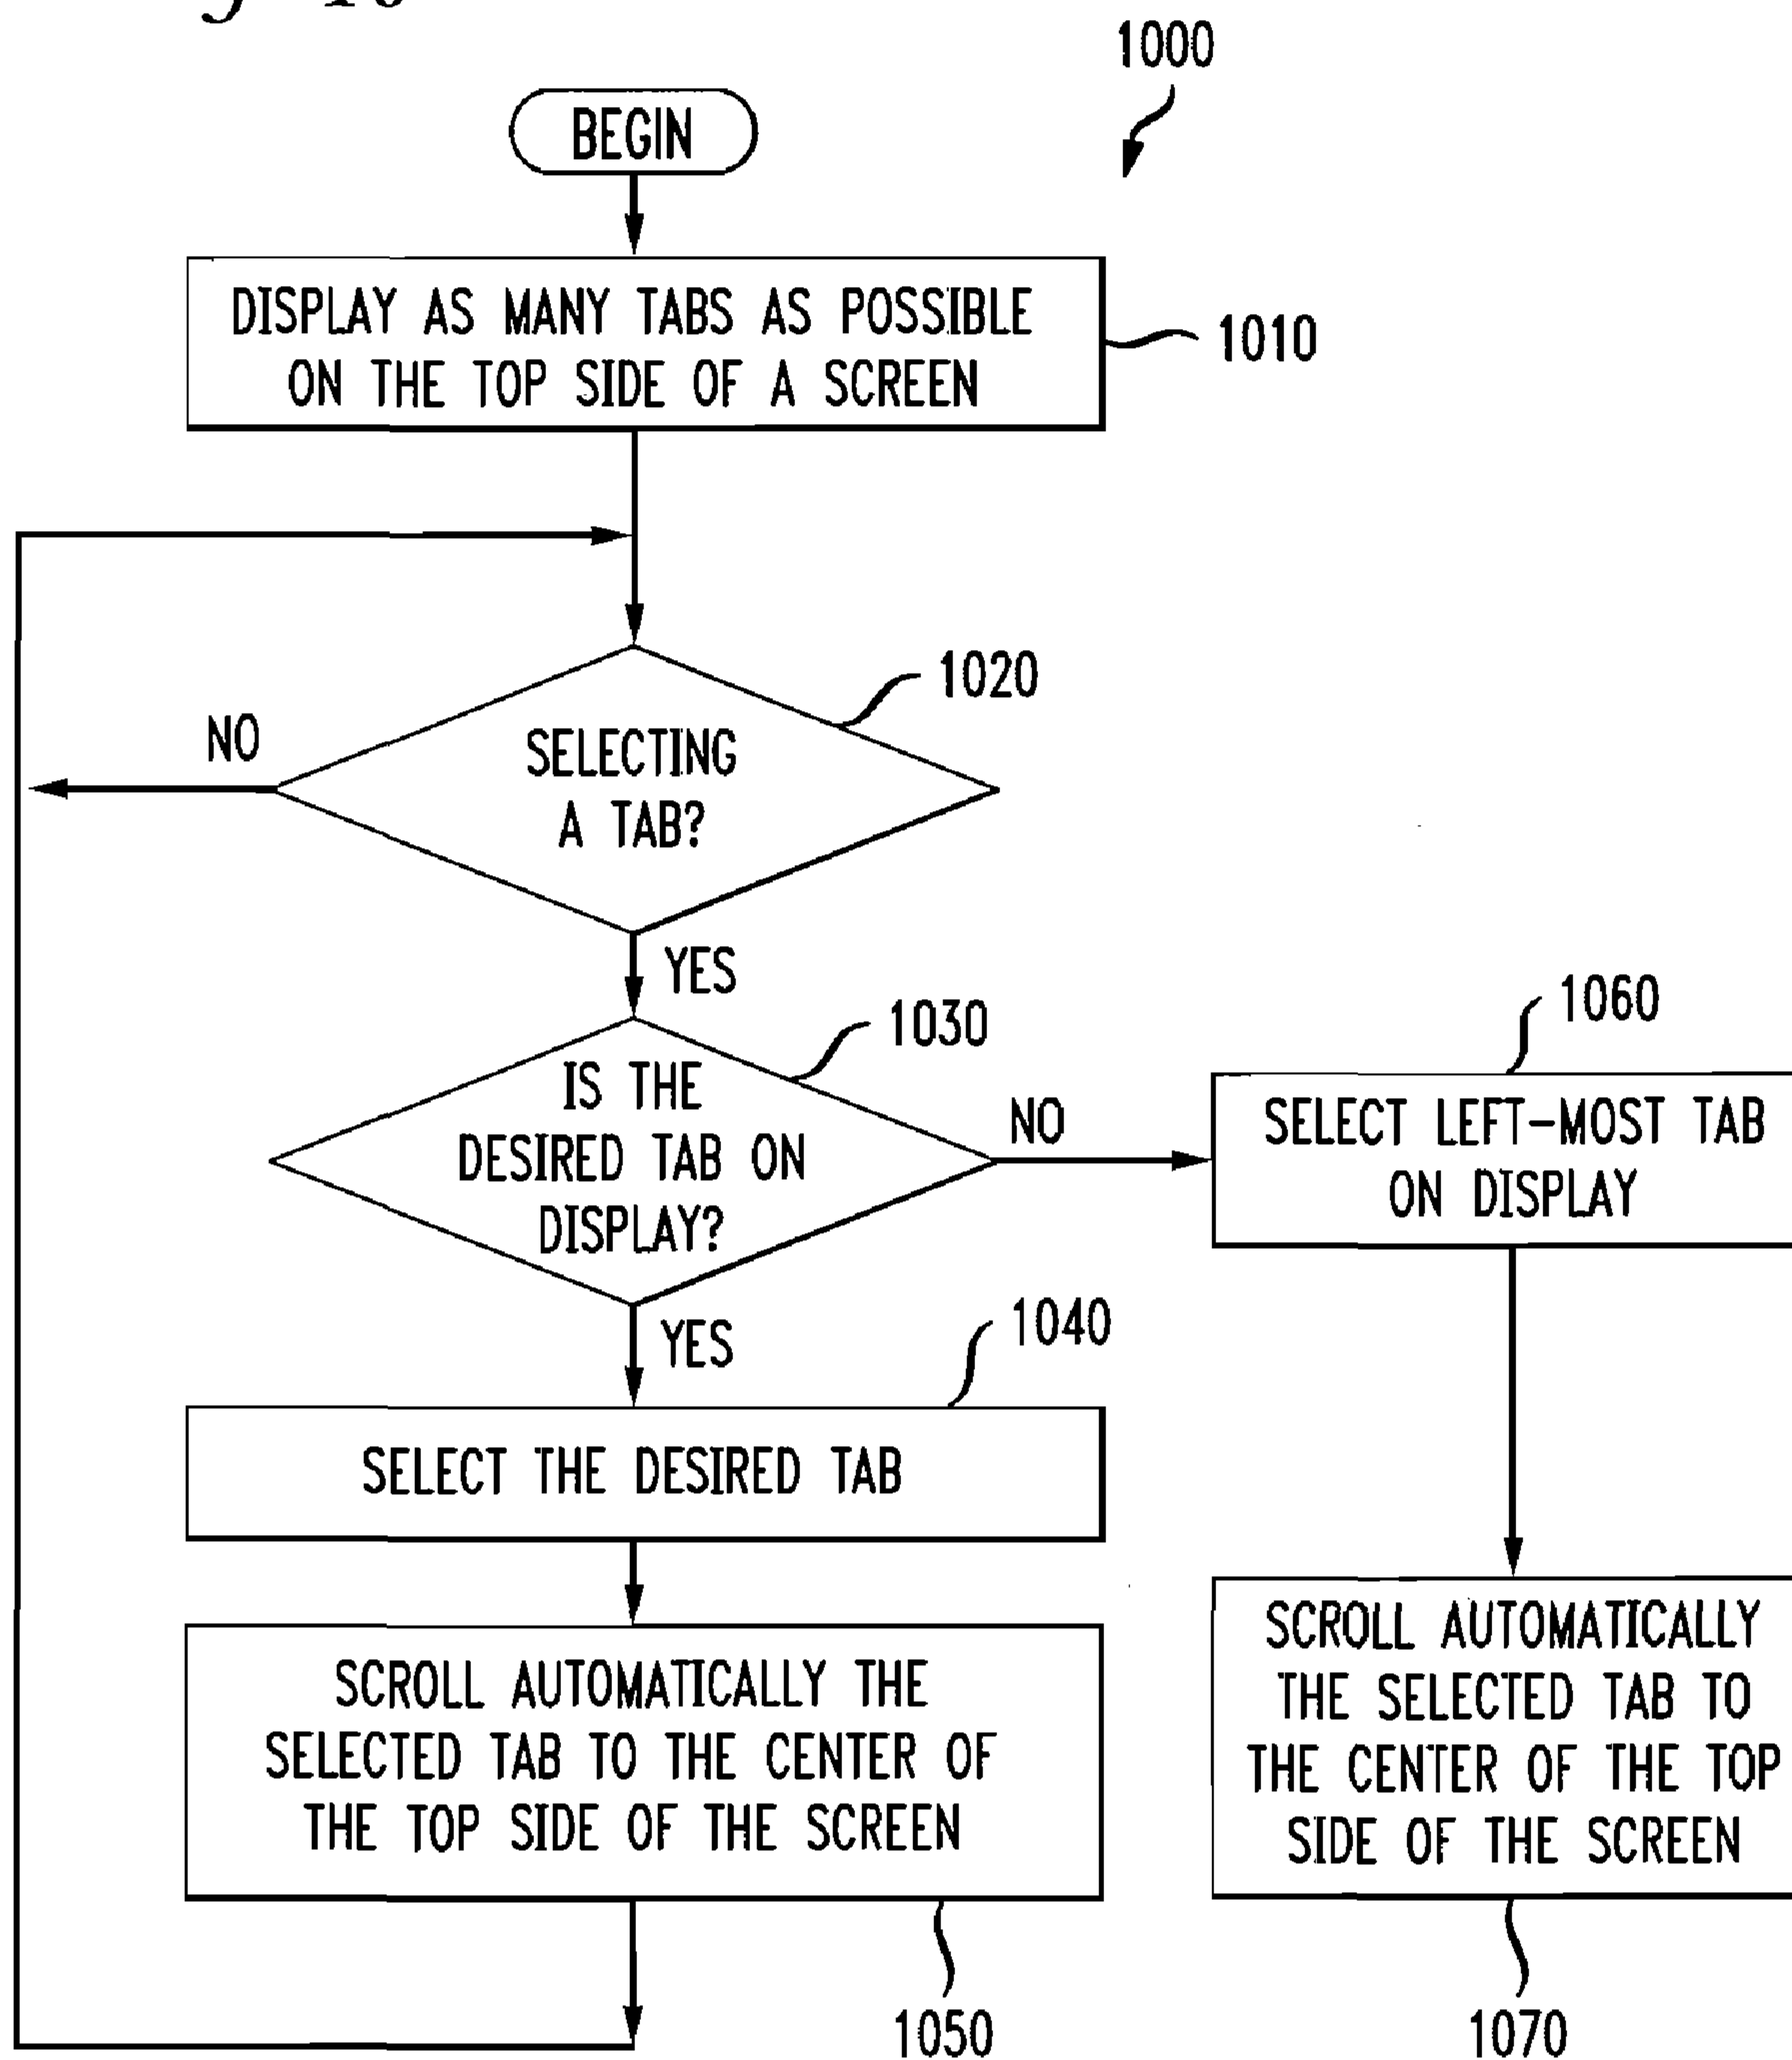 1000
BEGIN
DISPLAY AS MANY TABS AS POSSIBLE
ON THE TOP SIDE OF A SCREEN
1010
1020
NO
SELECTING
A TAB?
YES
1030
IS THE
DESIRED TAB ON
DISPLAY?
NO
1060
SELECT LEFT-MOST TAB
ON DISPLAY
YES
1040
SELECT THE DESIRED TAB
SCROLL AUTOMATICALLY THE
SELECTED TAB TO THE CENTER OF
THE TOP SIDE OF THE SCREEN
1050
SCROLL AUTOMATICALLY
THE SELECTED TAB TO
THE CENTER OF THE TOP
SIDE OF THE SCREEN
1070